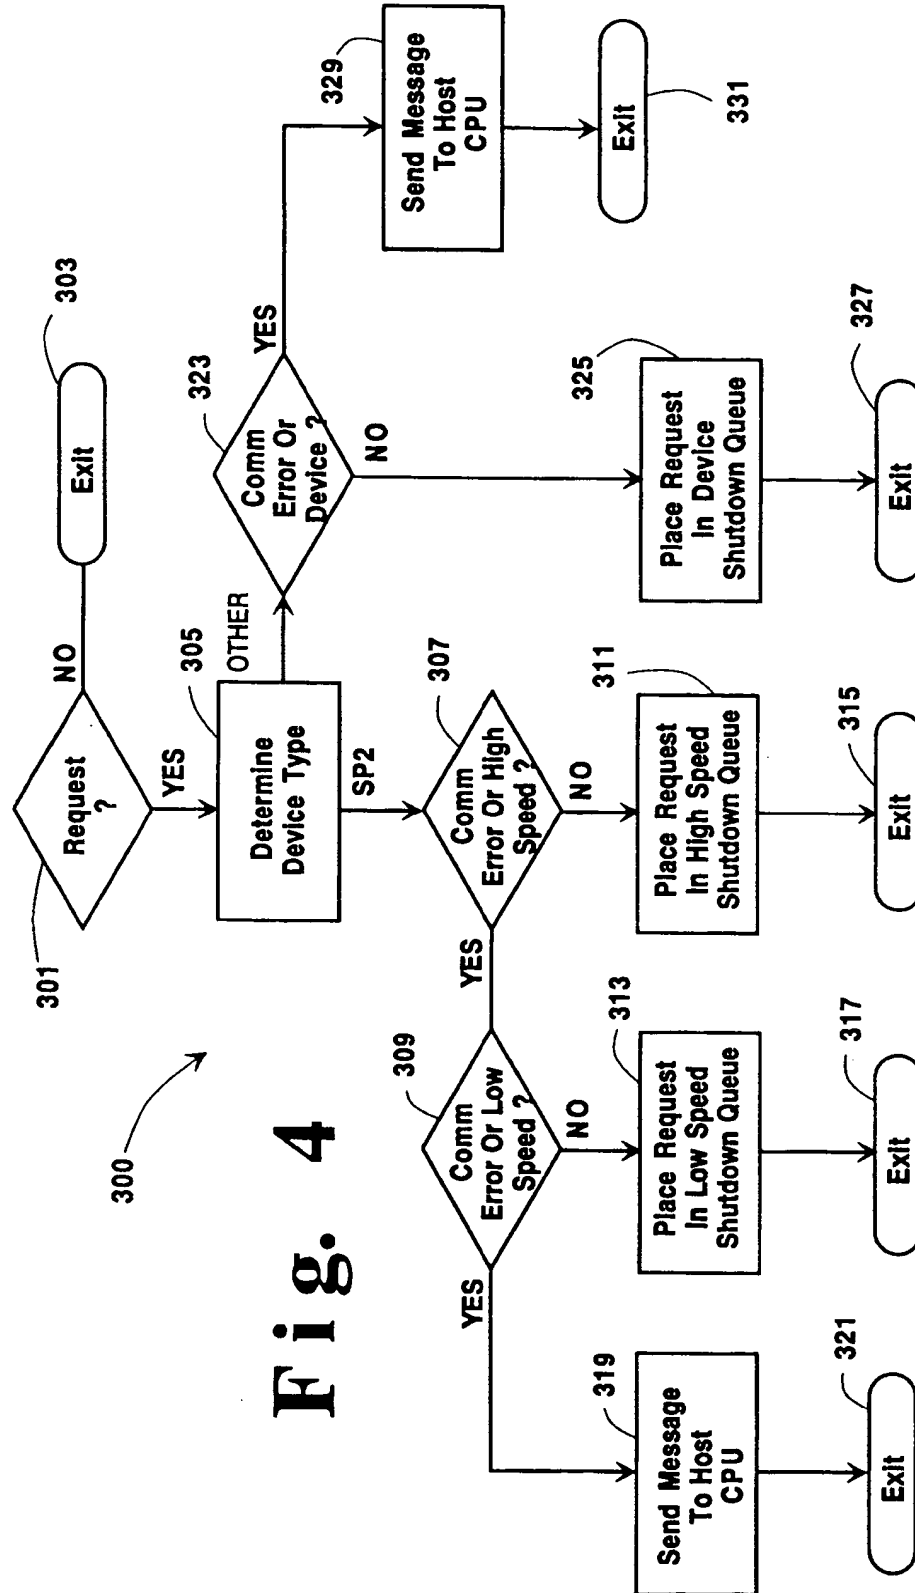 300
Fig. 4
301
Request
?
NO
Exit
303
YES
305
Determine
Device Type
OTHER
SP2
323
Comm
Error Or
Device ?
YES
NO
329
Send Message
To Host
CPU
Exit
331
325
Place Request
In Device
Shutdown Queue
Exit
327
307
Comm
Error Or High
Speed ?
YES
NO
311
Place Request
In High Speed
Shutdown Queue
Exit
315
309
Comm
Error Or Low
Speed ?
YES
NO
313
Place Request
In Low Speed
Shutdown Queue
Exit
317
319
Send Message
To Host
CPU
Exit
321